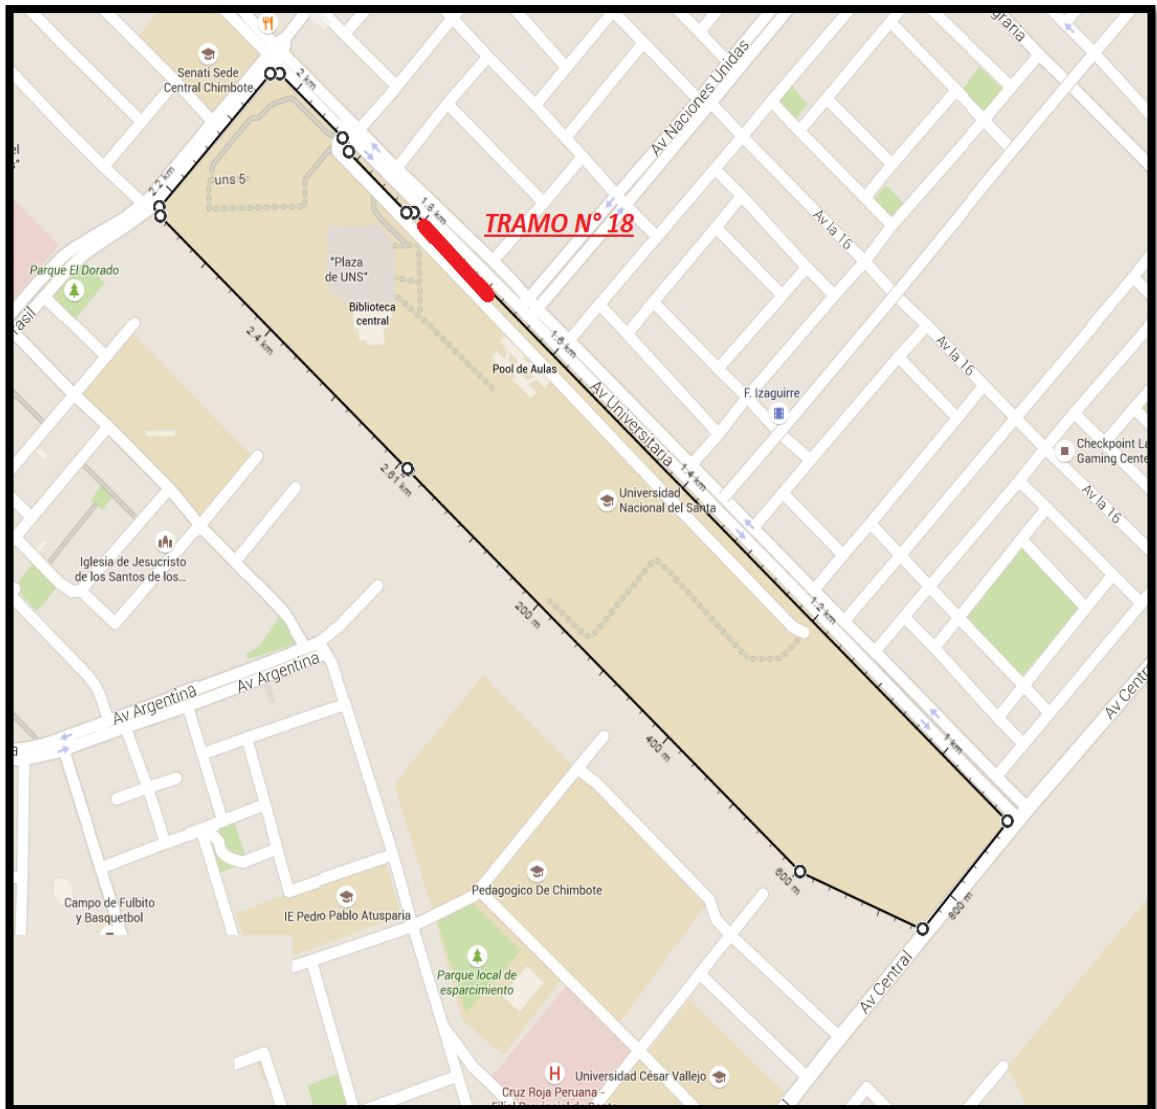 graria
Senati Sede
Central Chimbote
2 km
Av Naciones Unidas
2.2 km
uns 5
1.8 km
TRAMO N° 18
Av la 16
Parque El Dorado
"Plaza
de UNS"
Biblioteca
central
rasil
2.4 km
1.6 km
Av la 16
Pool de Aulas
Av Universitaria
F. Izaguirre
Checkpoint La
Gaming Cente
2.61 km
1.4 km
Universidad
Nacional del Santa
Av la 16
Iglesia de Jesucristo
de los Santos de los...
200 m
1.2 km
Av Argentina
Av Argentina
Av Centr
400 m
1 km
600 m
Pedagogico De Chimbote
800 m
Campo de Fulbito
y Basquetbol
IE Pedro Pablo Atusparia
Parque local de
esparcimiento
Av Central
Universidad César Vallejo
H
Cruz Roja Peruana -